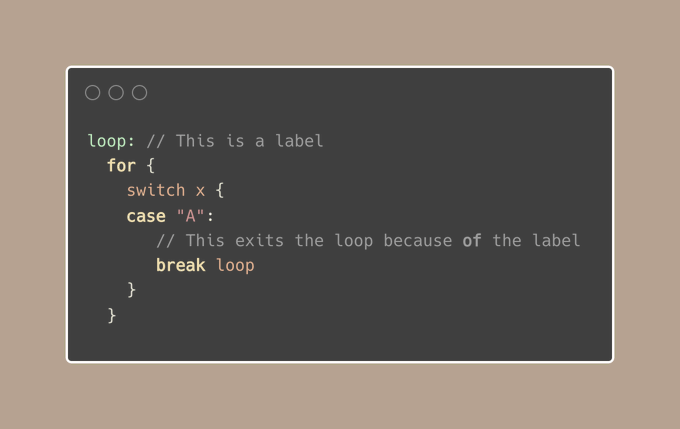 loop: // This is a label
  for {
    switch x {
    case "A":
       // This exits the loop because of the label
       break loop
    }
  }